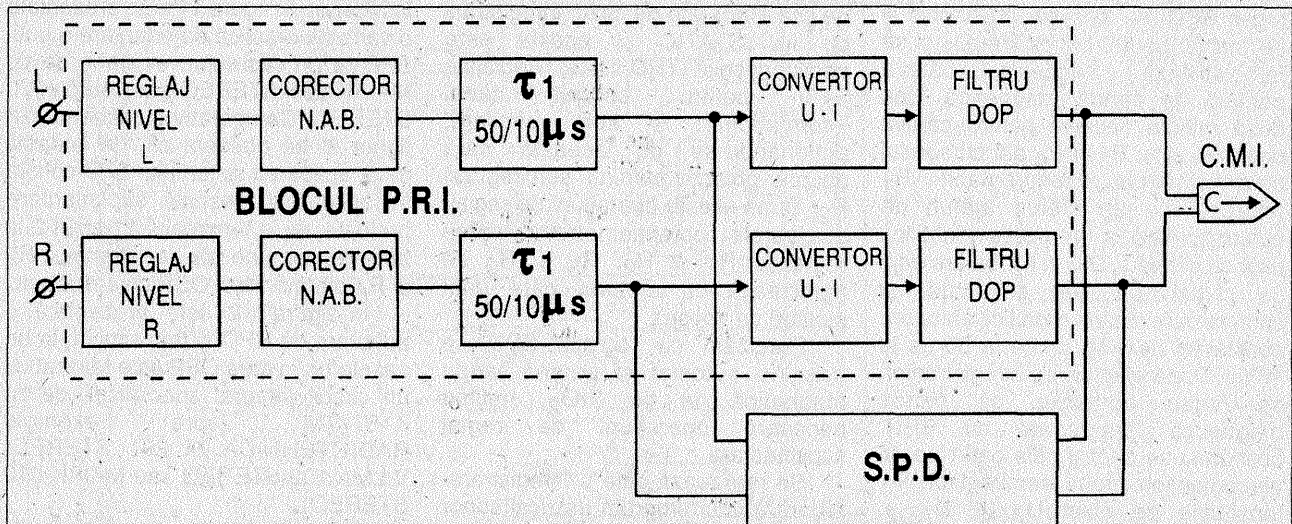 L
REGLAJ
NIVEL
L
CORECTOR
N.A.B.
τ1
50/10μs
CONVERTOR
U-I
FILTRU
DOP
C.M.I.
C
BLOCUL P.R.I.
R
REGLAJ
NIVEL
R
CORECTOR
N.A.B.
τ1
50/10μs
CONVERTOR
U-I
FILTRU
DOP
S.P.D.